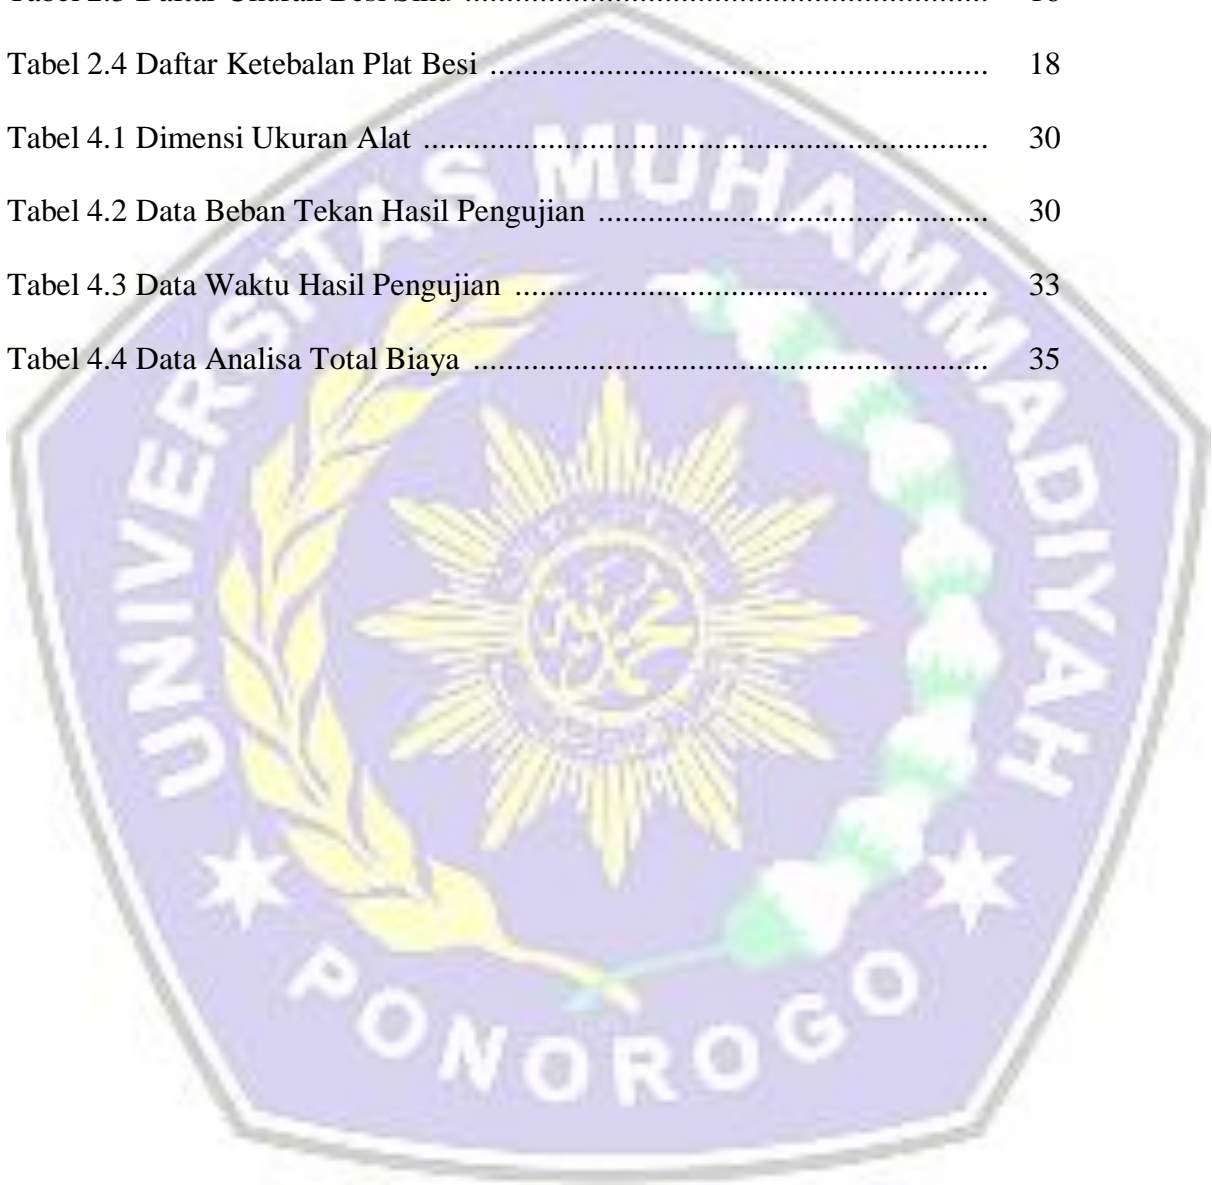 Tabel 2.4 Daftar Ketebalan Plat Besi ..................................................... 18
Tabel 4.1 Dimensi Ukuran Alat ............................................................ 30
Tabel 4.2 Data Beban Tekan Hasil Pengujian ......................................... 30
Tabel 4.3 Data Waktu Hasil Pengujian .................................................. 33
Tabel 4.4 Data Analisa Total Biaya ...................................................... 35
UNIVERSITAS MUHAMMADIYAH
PONOROGO